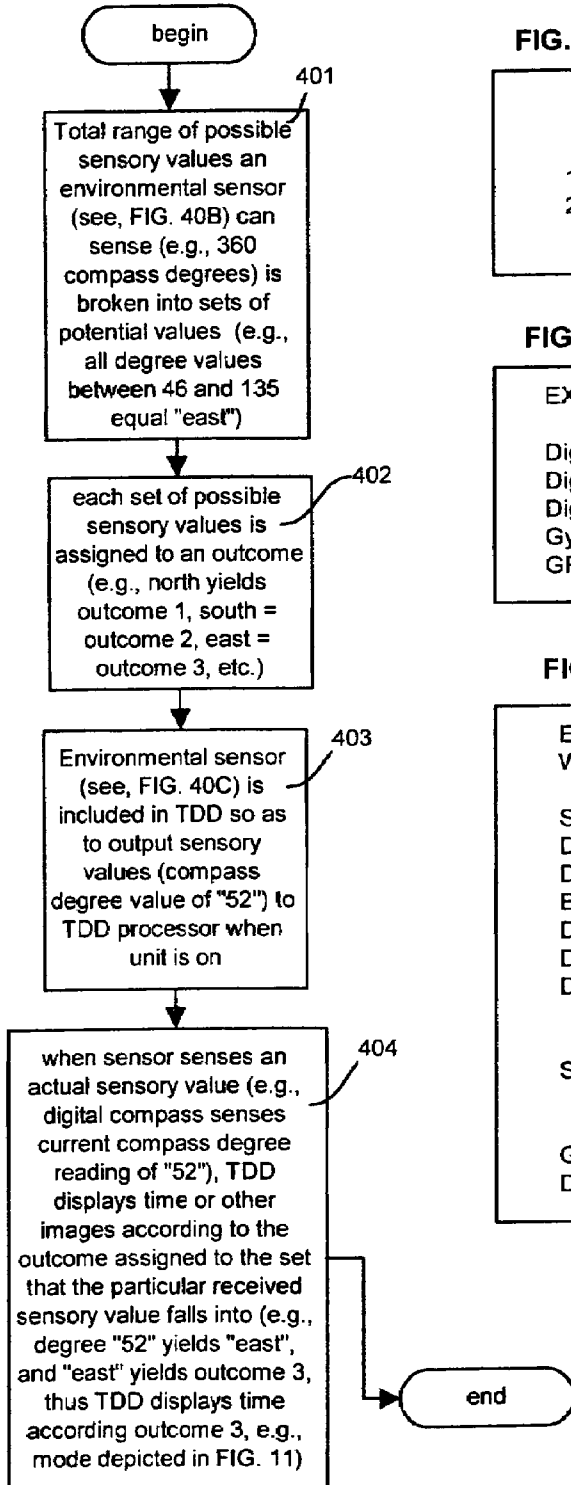 begin
401
Total range of possible
sensory values an
environmental sensor
(see, FIG. 40B) can
sense (e.g., 360
compass degrees) is
broken into sets of
potential values (e.g.,
all degree values
between 46 and 135
equal "east")
402
each set of possible
sensory values is
assigned to an outcome
(e.g., north yields
outcome 1, south =
outcome 2, east =
outcome 3, etc.)
403
Environmental sensor
(see, FIG. 40C) is
included in TDD so as
to output sensory
values (compass
degree value of "52") to
TDD processor when
unit is on
404
when sensor senses an
actual sensory value (e.g.,
digital compass senses
current compass degree
reading of "52"), TDD
displays time or other
images according to the
outcome assigned to the set
that the particular received
sensory value falls into (e.g.,
degree "52" yields "east",
and "east" yields outcome 3,
thus TDD displays time
according outcome 3, e.g.,
mode depicted in FIG. 11)
end
FIG.
FIG
EX
Dig
Dig
Dig
Gy
E
W
S
D
D
E
D
D
D
S
G
D